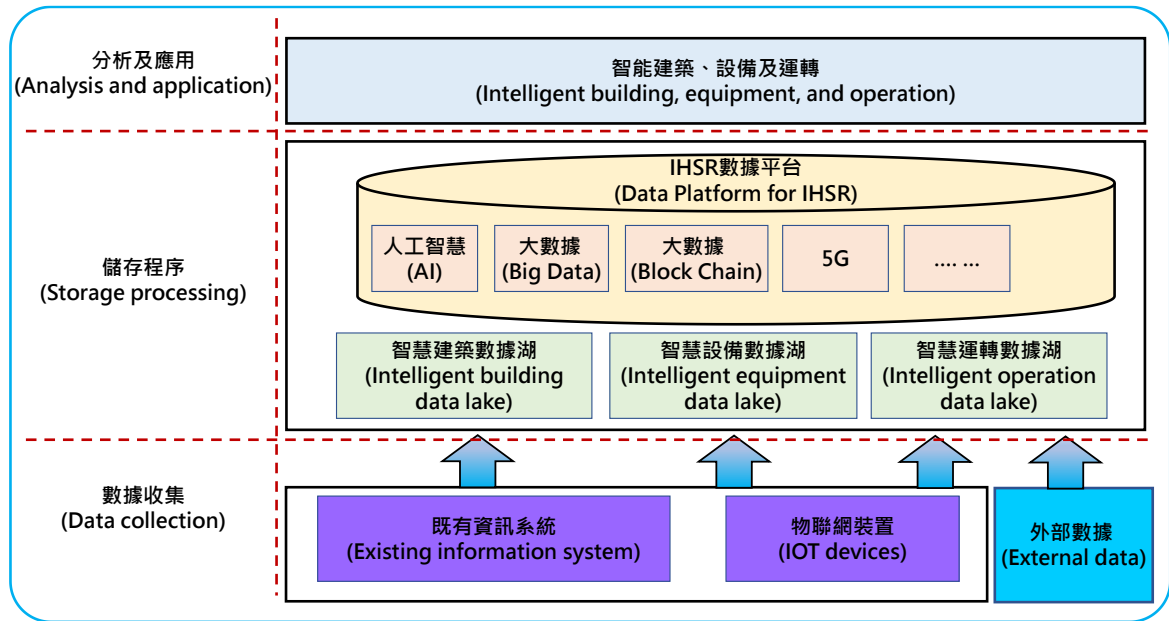 分析及應用
(Analysis and application)
智能建築、設備及運轉
(Intelligent building, equipment, and operation)
儲存程序
(Storage processing)
IHSR數據平台
(Data Platform for IHSR)
人工智慧
(AI)
大數據
(Big Data)
大數據
(Block Chain)
5G
.... ...
智慧建築數據湖
(Intelligent building
data lake)
智慧設備數據湖
(Intelligent equipment
data lake)
智慧運轉數據湖
(Intelligent operation
data lake)
數據收集
(Data collection)
既有資訊系統
(Existing information system)
物聯網裝置
(IOT devices)
外部數據
(External data)